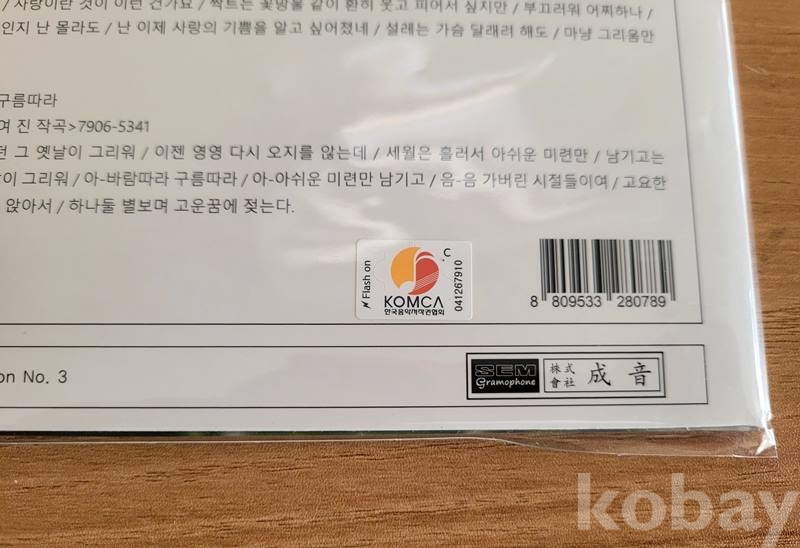 / 사랑이란 것이 이런 건가요 / 싹트는 꽃망울 같이 환히 웃고 피어서 싶지만 / 부끄러워 어찌하나 /
인지 난 몰라도 / 난 이제 사랑의 기쁨을 알고 싶어졌네 / 설레는 가슴 달래려 해도 / 마냥 그리움만
구름따라
여 진 작곡>7906-5341
던 그 옛날이 그리워 / 이젠 영영 다시 오지를 않는데 / 세월은 흘러서 아쉬운 미련만 / 남기고는
날이 그리워 / 아-바람따라 구름따라 / 아-아쉬운 미련만 남기고 / 음-음 가버린 시절들이여 / 고요한
앉아서 / 하나둘 별보며 고운꿈에 젖는다.
Flash on
KOMCA
한국음악저작권협회
C
041267910
8 809533 280789
on No. 3
SEM
Gramophone
株式
會社
成 音
kobay